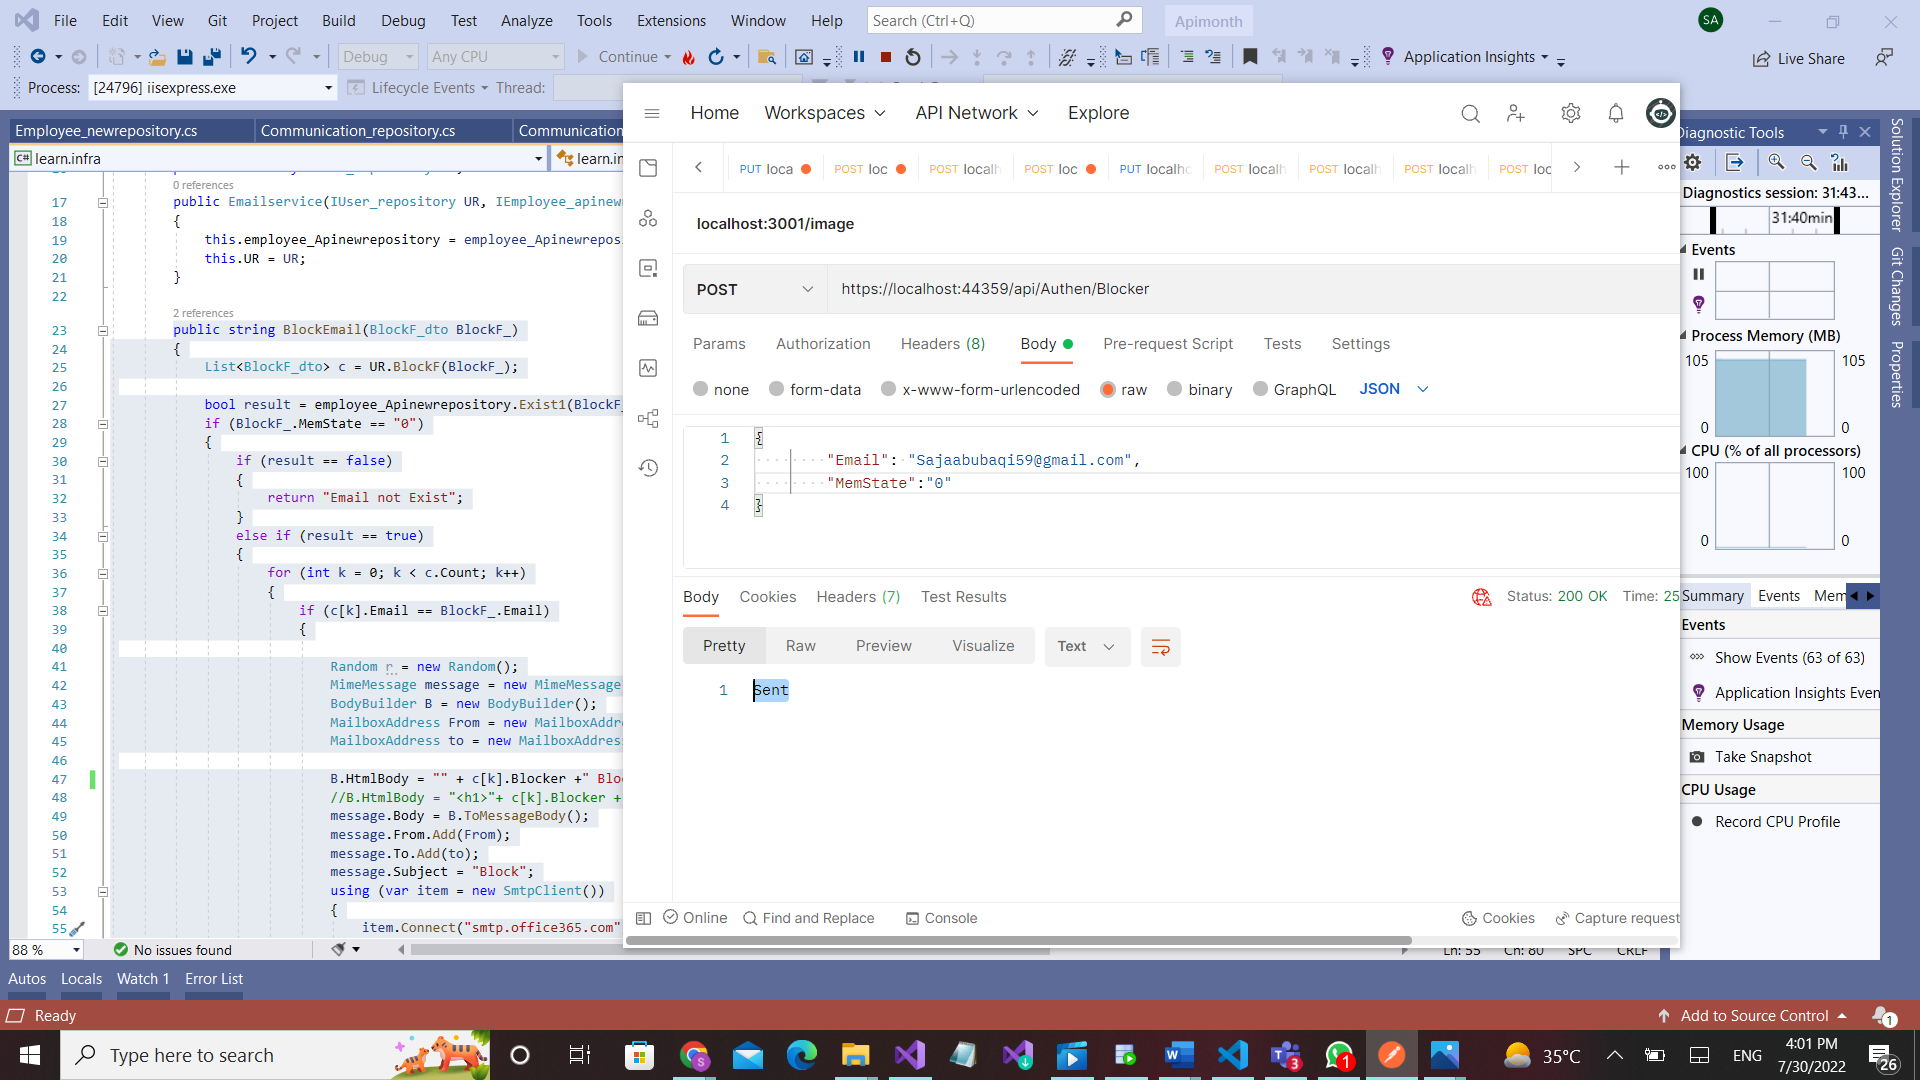 File Edit View Git Project Build Debug Test Analyze Tools Extensions Window Help Search (Ctrl+Q) Apimonth SA
Debug Any CPU Continue Application Insights Live Share
Process: [24796] iisexpress.exe Lifecycle Events Thread:
Employee_newrepository.cs Communication_repository.cs Communication
learn.infra learn.in
0 references
17 public Emailservice(IUser_repository UR, IEmployee_apinew
18 {
19 this.employee_Apinewrepository = employee_Apinewrepos
20 this.UR = UR;
21 }
22
2 references
23 public string BlockEmail(BlockF_dto BlockF_)
24 {
25 List<BlockF_dto> c = UR.BlockF(BlockF_);
26
27 bool result = employee_Apinewrepository.Exist1(BlockF_
28 if (BlockF_.MemState == "0")
29 {
30 if (result == false)
31 {
32 return "Email not Exist";
33 }
34 else if (result == true)
35 {
36 for (int k = 0; k < c.Count; k++)
37 {
38 if (c[k].Email == BlockF_.Email)
39 {
40
41 Random r = new Random();
42 MimeMessage message = new MimeMessage
43 BodyBuilder B = new BodyBuilder();
44 MailboxAddress From = new MailboxAddr
45 MailboxAddress to = new MailboxAddres
46
47 B.HtmlBody = "" + c[k].Blocker +" Blo
48 //B.HtmlBody = "<h1>"+ c[k].Blocker +
49 message.Body = B.ToMessageBody();
50 message.From.Add(From);
51 message.To.Add(to);
52 message.Subject = "Block";
53 using (var item = new SmtpClient())
54 {
55 item.Connect("smtp.office365.com"
88 % No issues found
Ln: 55 Ch: 80 SPC CRLF
Autos Locals Watch 1 Error List
Home Workspaces API Network Explore
PUT loca POST loc POST localh POST loc PUT localhc POST localh POST localh POST localh POST loc
localhost:3001/image
POST https://localhost:44359/api/Authen/Blocker
Params Authorization Headers (8) Body Pre-request Script Tests Settings
none form-data x-www-form-urlencoded raw binary GraphQL JSON
1 {
2 "Email": "Sajaabubaqi59@gmail.com",
3 "MemState":"0"
4 }
Body Cookies Headers (7) Test Results Status: 200 OK Time: 25
Pretty Raw Preview Visualize Text
1 Sent
Online Find and Replace Console Cookies Capture request
Diagnostic Tools
Diagnostics session: 31:43...
31:40min
Events
Process Memory (MB)
105 105
0 0
CPU (% of all processors)
100 100
0 0
Summary Events Mem
Events
Show Events (63 of 63)
Application Insights Even
Memory Usage
Take Snapshot
CPU Usage
Record CPU Profile
Solution Explorer
Git Changes
Properties
Ready Add to Source Control 1
Type here to search 3 1 35°C ENG 4:01 PM
7/30/2022 26